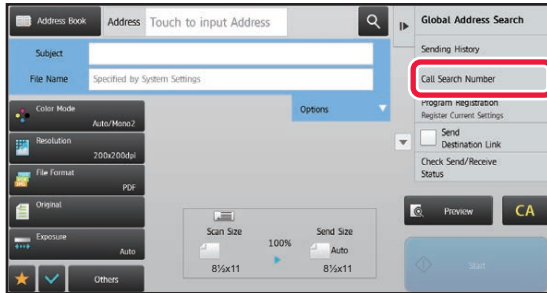 Address Book
Address
Touch to input Address
Global Address Search
Subject
Sending History
File Name
Specified by System Settings
Call Search Number
Color Mode
Auto/Mono2
Options
Program Registration
Register Current Settings
Resolution
200x200dpi
Send
Destination Link
File Format
PDF
Check Send/Receive
Status
Original
Preview
CA
Scan Size
100%
Send Size
Exposure
Auto
Auto
8½x11
8½x11
Start
Others